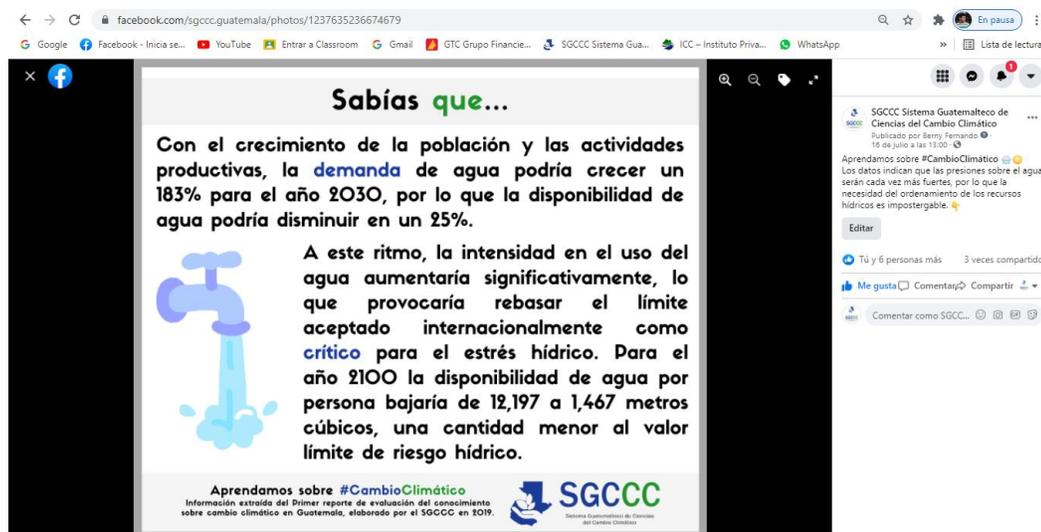 facebook.com/sgccc.guatemala/photos/1237635236674679
En pausa
Google Facebook - Inicia se... YouTube Entrar a Classroom Gmail GTC Grupo Financie... SGCCC Sistema Gua... ICC – Instituto Priva... WhatsApp » Lista de lectura
Sabías que...
Con el crecimiento de la población y las actividades
productivas, la demanda de agua podría crecer un
183% para el año 2030, por lo que la disponibilidad de
agua podría disminuir en un 25%.
A este ritmo, la intensidad en el uso del
agua aumentaría significativamente, lo
que provocaría rebasar el límite
aceptado internacionalmente como
crítico para el estrés hídrico. Para el
año 2100 la disponibilidad de agua por
persona bajaría de 12,197 a 1,467 metros
cúbicos, una cantidad menor al valor
límite de riesgo hídrico.
Aprendamos sobre #CambioClimático
Información extraída del Primer reporte de evaluación del conocimiento
sobre cambio climático en Guatemala, elaborado por el SGCCC en 2019.
SGCCC
Sistema Guatemalteco de Ciencias
del Cambio Climático
1
SGCCC
SGCCC Sistema Guatemalteco de
Ciencias del Cambio Climático
Publicado por Berny Fernando
16 de julio a las 13:00 ·
Aprendamos sobre #CambioClimático
Los datos indican que las presiones sobre el agua
serán cada vez más fuertes, por lo que la
necesidad del ordenamiento de los recursos
hídricos es impostergable.
Editar
Tú y 6 personas más 3 veces compartido
Me gusta Comentar Compartir
Comentar como SGCC...
GIF